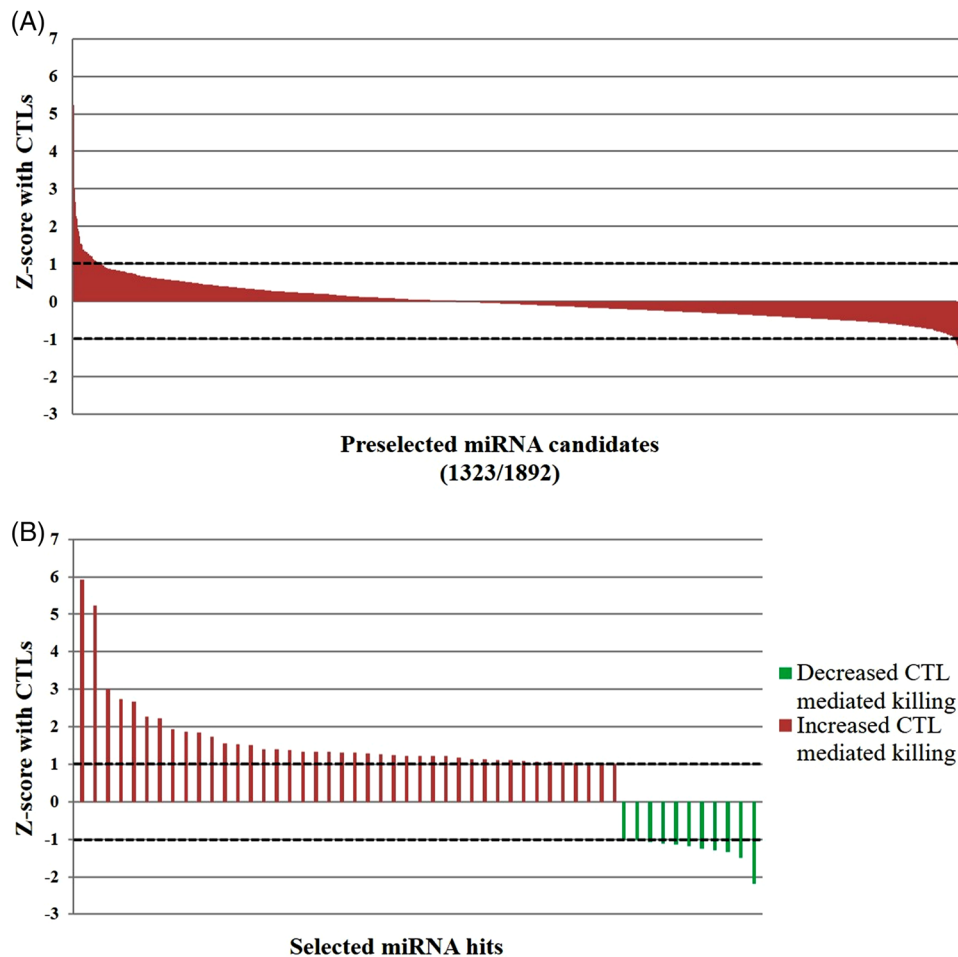 (A)
7
6
5
4
3
2
1
0
-1
-2
-3
Z-score with CTLs
Preselected miRNA candidates
(1323/1892)
(B)
7
6
5
4
3
2
1
0
-1
-2
-3
Z-score with CTLs
Selected miRNA hits
Decreased CTL
mediated killing
Increased CTL
mediated killing